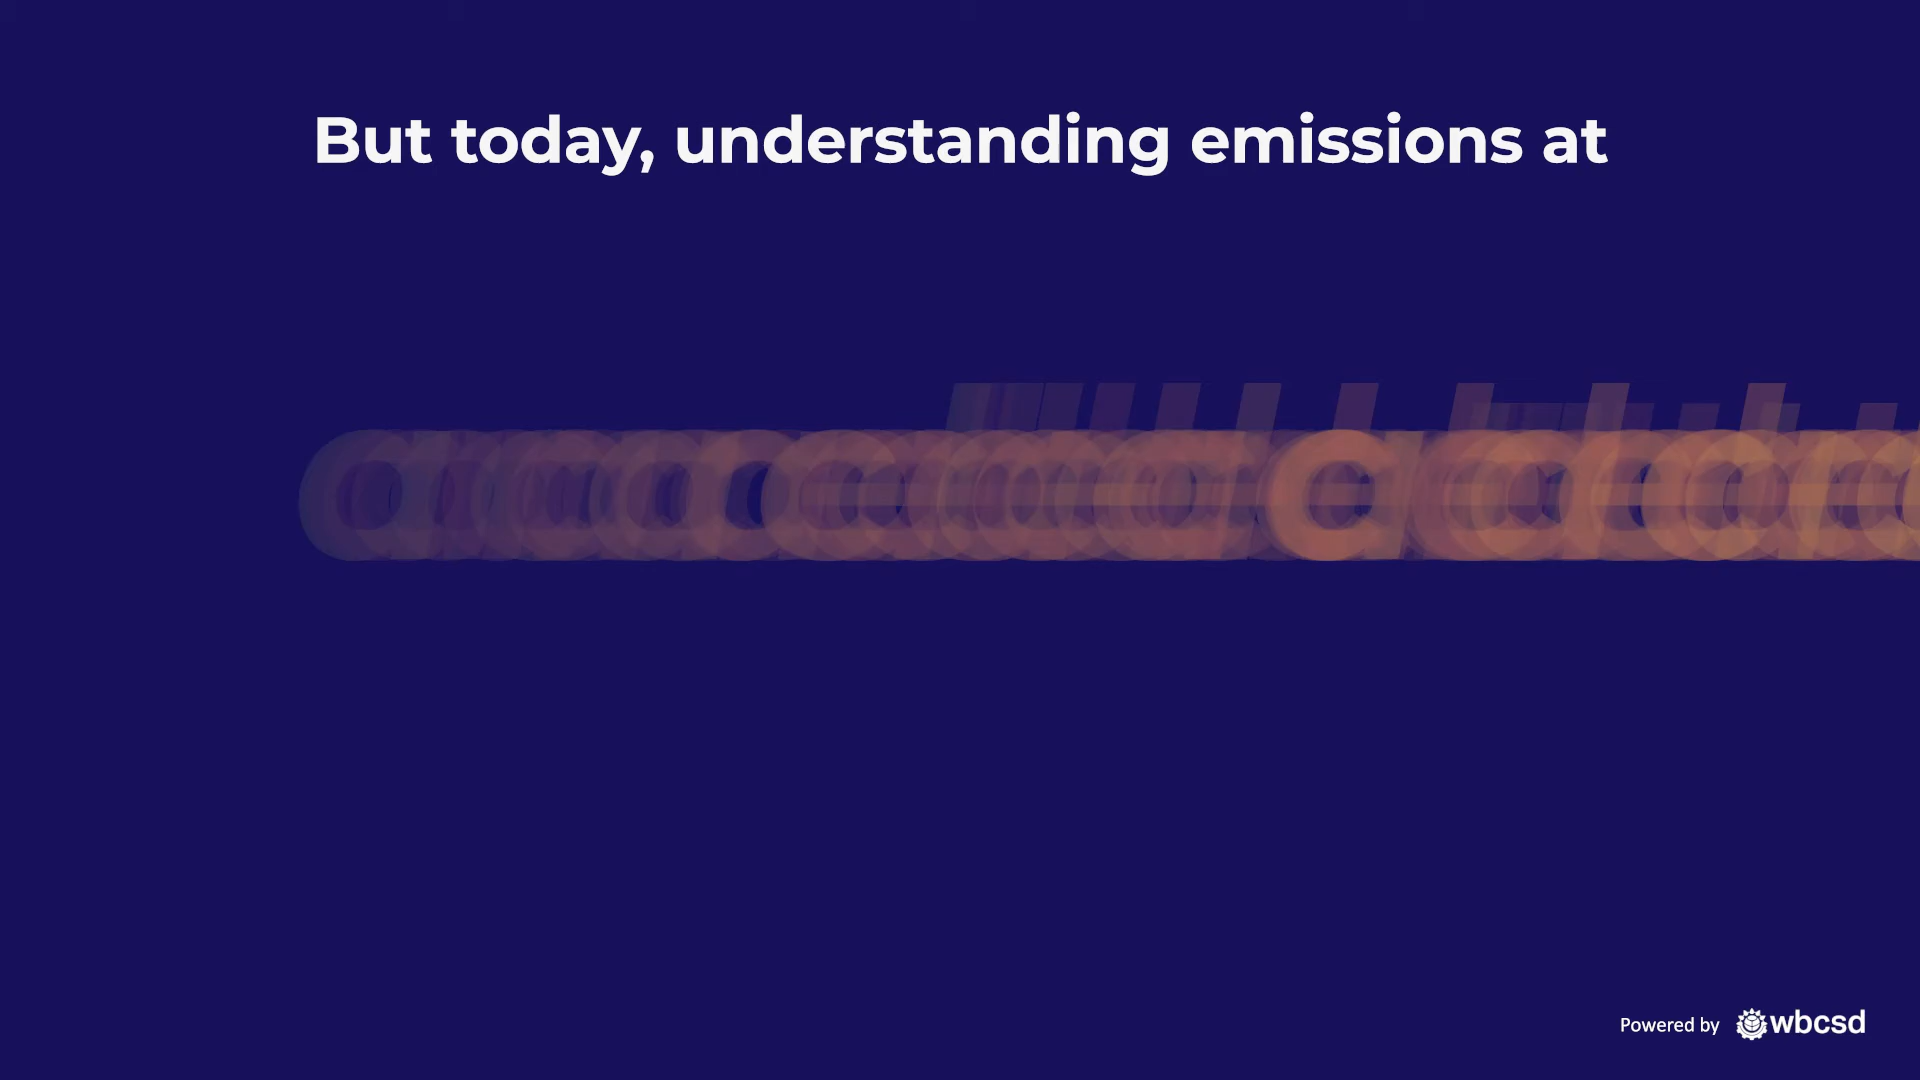 But today, understanding emissions at
Powered by wbcsd